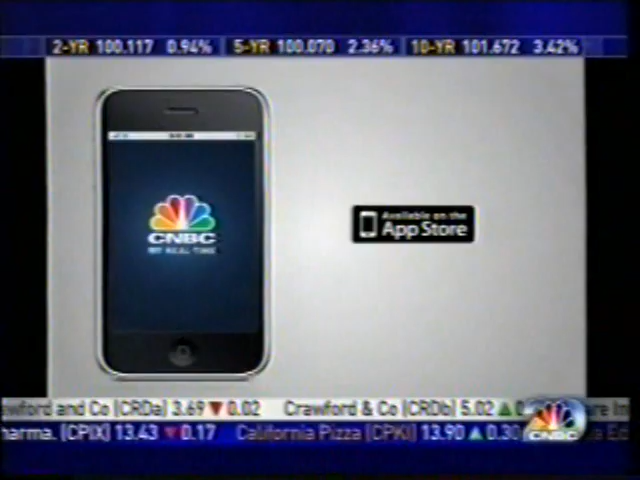 2-YR 100.117 0.94% 5-YR 100.070 2.36% 10-YR 101.672 3.42%
CNBC
Available on the
App Store
and Co (CRDa) 3.69 ▼ 0.02 Crawford & Co (CRDb) 5.02 ▲
(CPIX) 13.43 ▼ 0.17 California Pizza (CPKI) 13.90 ▲ 0.30
CNBC